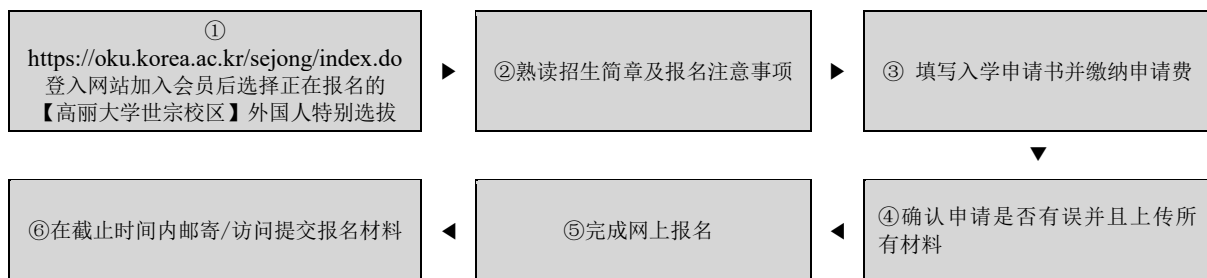 ①
https://oku.korea.ac.kr/sejong/index.do
登入网站加入会员后选择正在报名的
【高丽大学世宗校区】外国人特别选拔
▶
②熟读招生简章及报名注意事项
▶
③ 填写入学申请书并缴纳申请费
▼
④确认申请是否有误并且上传所
有材料
◀
⑤完成网上报名
◀
⑥在截止时间内邮寄/访问提交报名材料